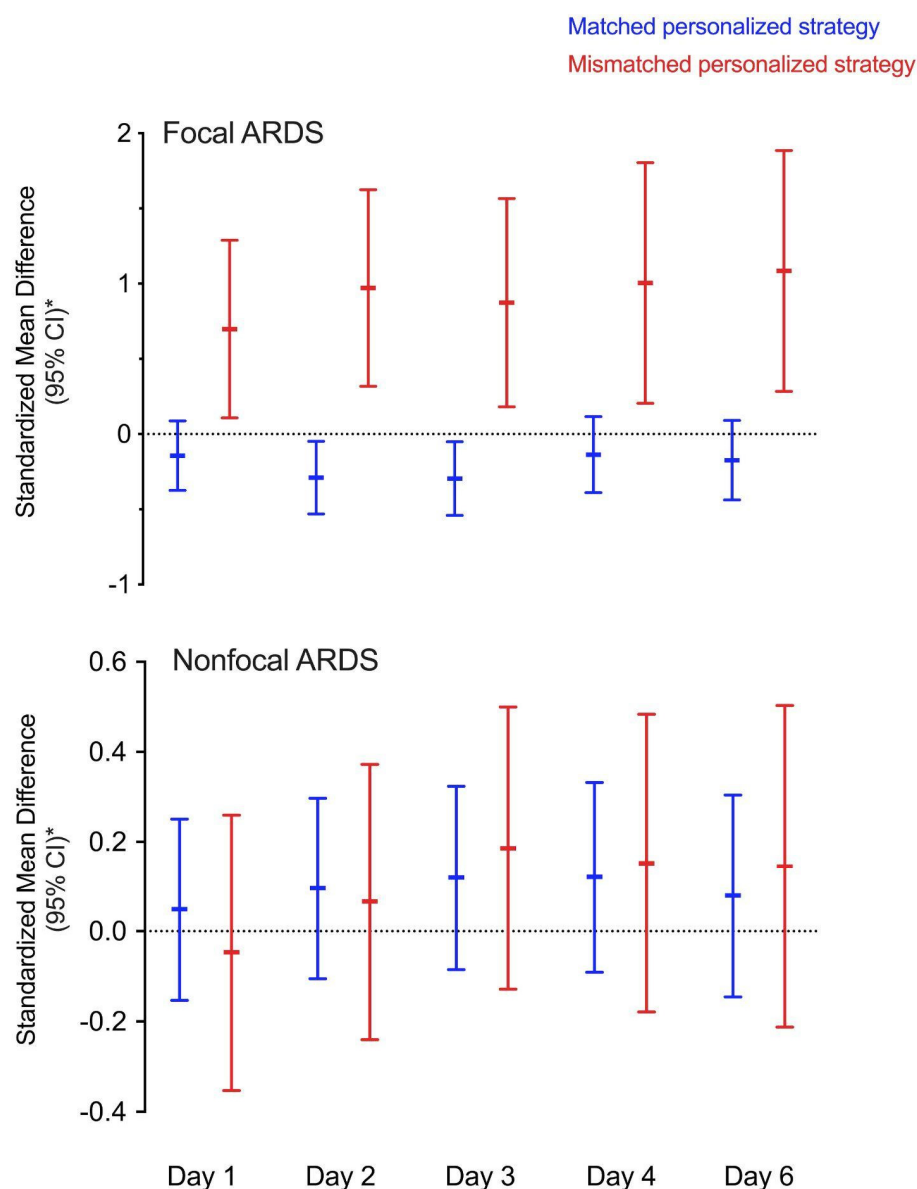 Matched personalized strategy
Mismatched personalized strategy
Focal ARDS
Standardized Mean Difference
(95% CI)*
2
1
0
-1
Nonfocal ARDS
Standardized Mean Difference
(95% CI)*
0.6
0.4
0.2
0.0
-0.2
-0.4
Day 1 Day 2 Day 3 Day 4 Day 6